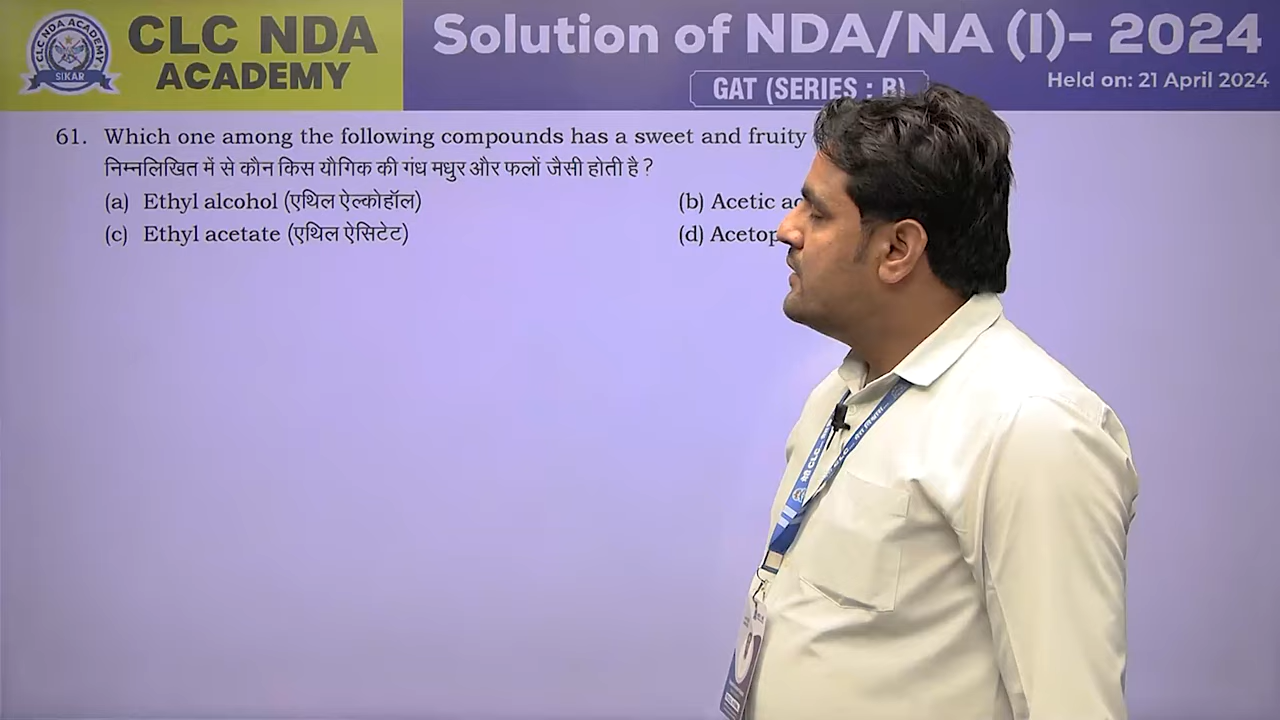 CLC NDA ACADEMY
SIKAR
CLC NDA
ACADEMY
Solution of NDA/NA (I)- 2024
GAT (SERIES : B)
Held on: 21 April 2024
61. Which one among the following compounds has a sweet and fruity
निम्नलिखित में से कौन किस यौगिक की गंध मधुर और फलों जैसी होती है ?
(a) Ethyl alcohol (एथिल ऐल्कोहॉल)
(b) Acetic
(c) Ethyl acetate (एथिल ऐसिटेट)
(d)
CLC